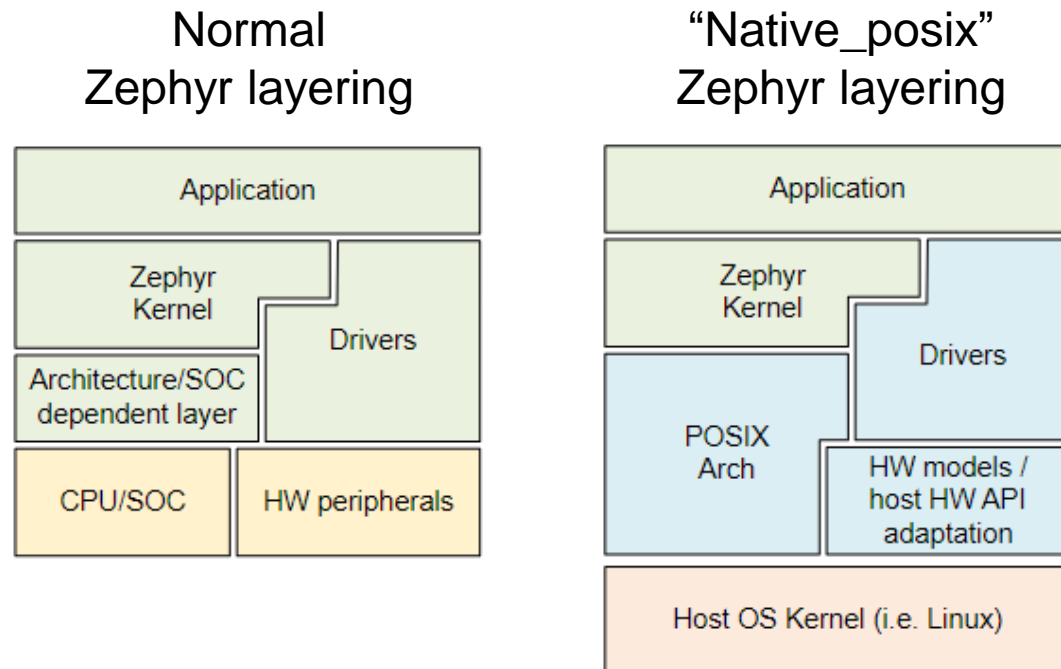 Normal
Zephyr layering
Application
Zephyr
Kernel
Drivers
Architecture/SOC
dependent layer
CPU/SOC
HW peripherals
“Native_posix”
Zephyr layering
Application
Zephyr
Kernel
Drivers
POSIX
Arch
HW models /
host HW API
adaptation
Host OS Kernel (i.e. Linux)